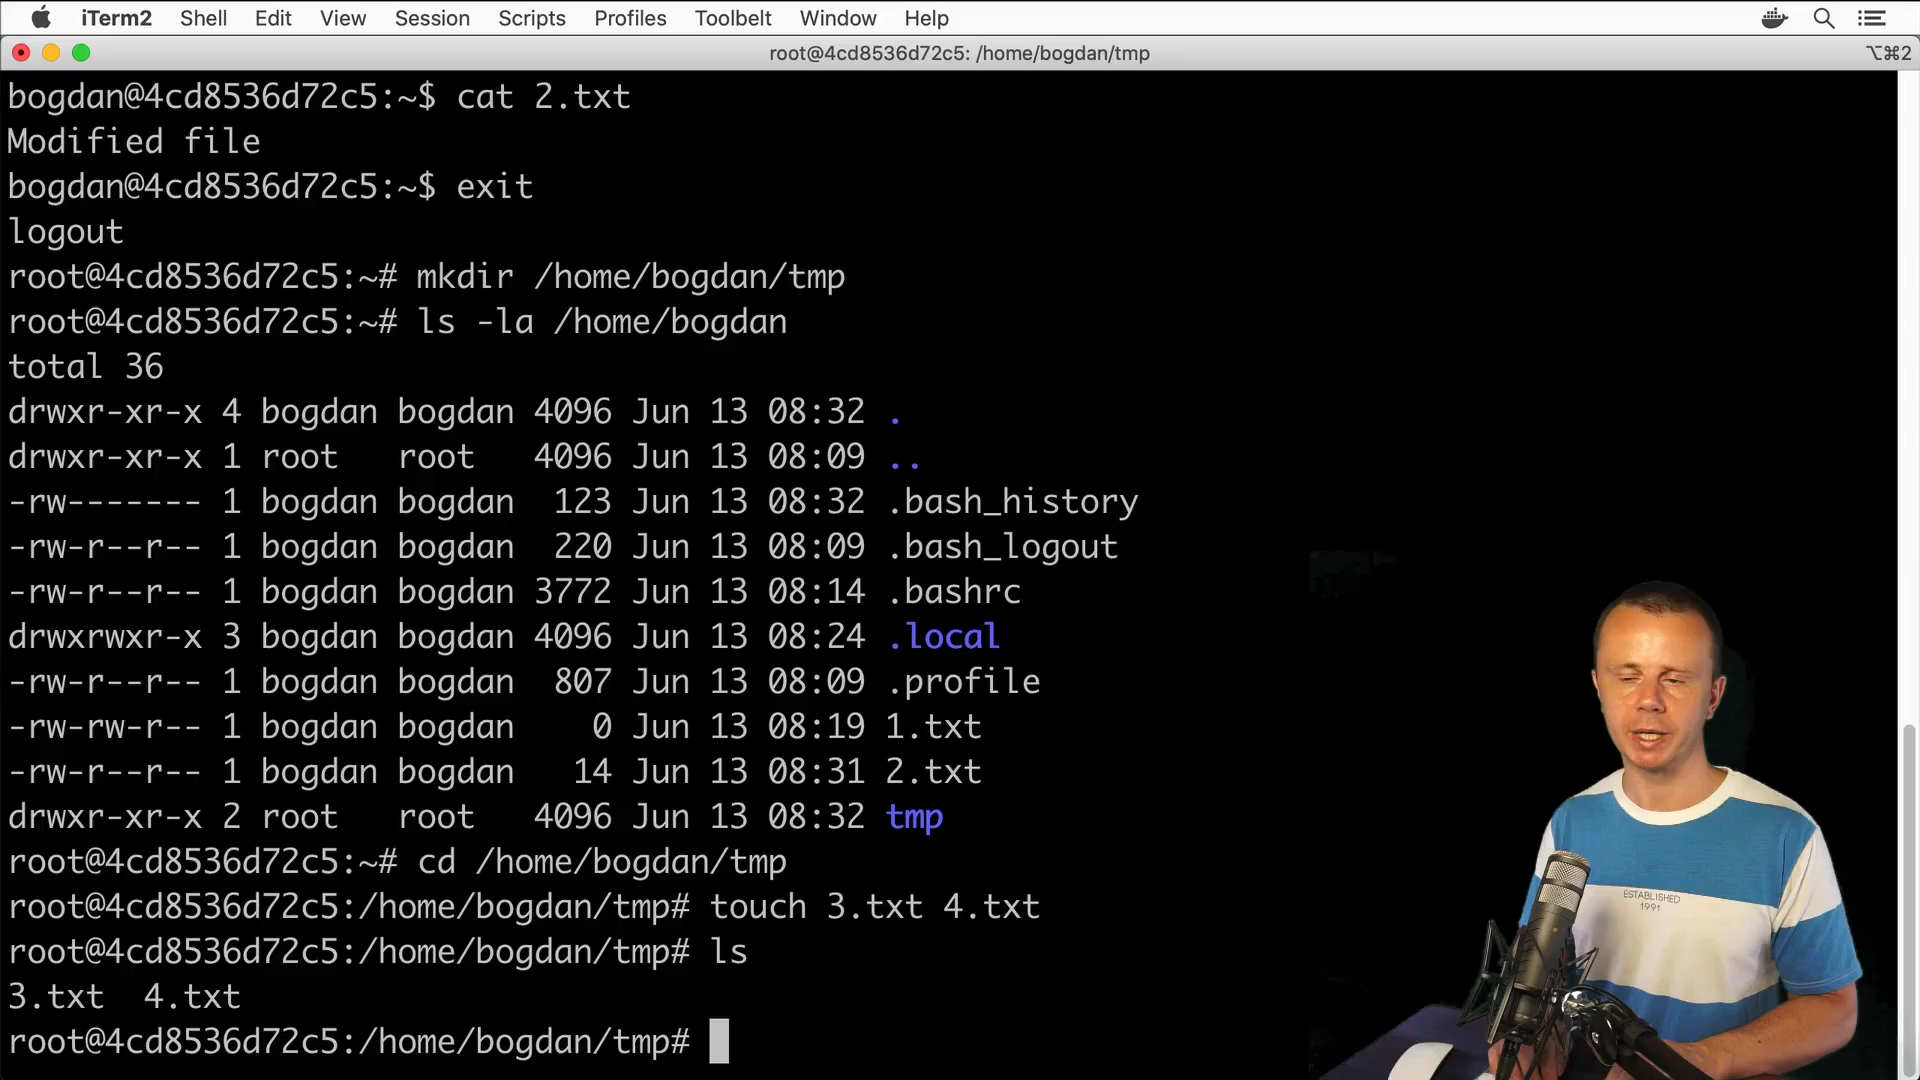 iTerm2 Shell Edit View Session Scripts Profiles Toolbelt Window Help
root@4cd8536d72c5: /home/bogdan/tmp ⌥⌘2
bogdan@4cd8536d72c5:~$ cat 2.txt
Modified file
bogdan@4cd8536d72c5:~$ exit
logout
root@4cd8536d72c5:~# mkdir /home/bogdan/tmp
root@4cd8536d72c5:~# ls -la /home/bogdan
total 36
drwxr-xr-x 4 bogdan bogdan 4096 Jun 13 08:32 .
drwxr-xr-x 1 root   root   4096 Jun 13 08:09 ..
-rw------- 1 bogdan bogdan  123 Jun 13 08:32 .bash_history
-rw-r--r-- 1 bogdan bogdan  220 Jun 13 08:09 .bash_logout
-rw-r--r-- 1 bogdan bogdan 3772 Jun 13 08:14 .bashrc
drwxrwxr-x 3 bogdan bogdan 4096 Jun 13 08:24 .local
-rw-r--r-- 1 bogdan bogdan  807 Jun 13 08:09 .profile
-rw-rw-r-- 1 bogdan bogdan    0 Jun 13 08:19 1.txt
-rw-r--r-- 1 bogdan bogdan   14 Jun 13 08:31 2.txt
drwxr-xr-x 2 root   root   4096 Jun 13 08:32 tmp
root@4cd8536d72c5:~# cd /home/bogdan/tmp
root@4cd8536d72c5:/home/bogdan/tmp# touch 3.txt 4.txt
root@4cd8536d72c5:/home/bogdan/tmp# ls
3.txt  4.txt
root@4cd8536d72c5:/home/bogdan/tmp#
ESTABLISHED
1991